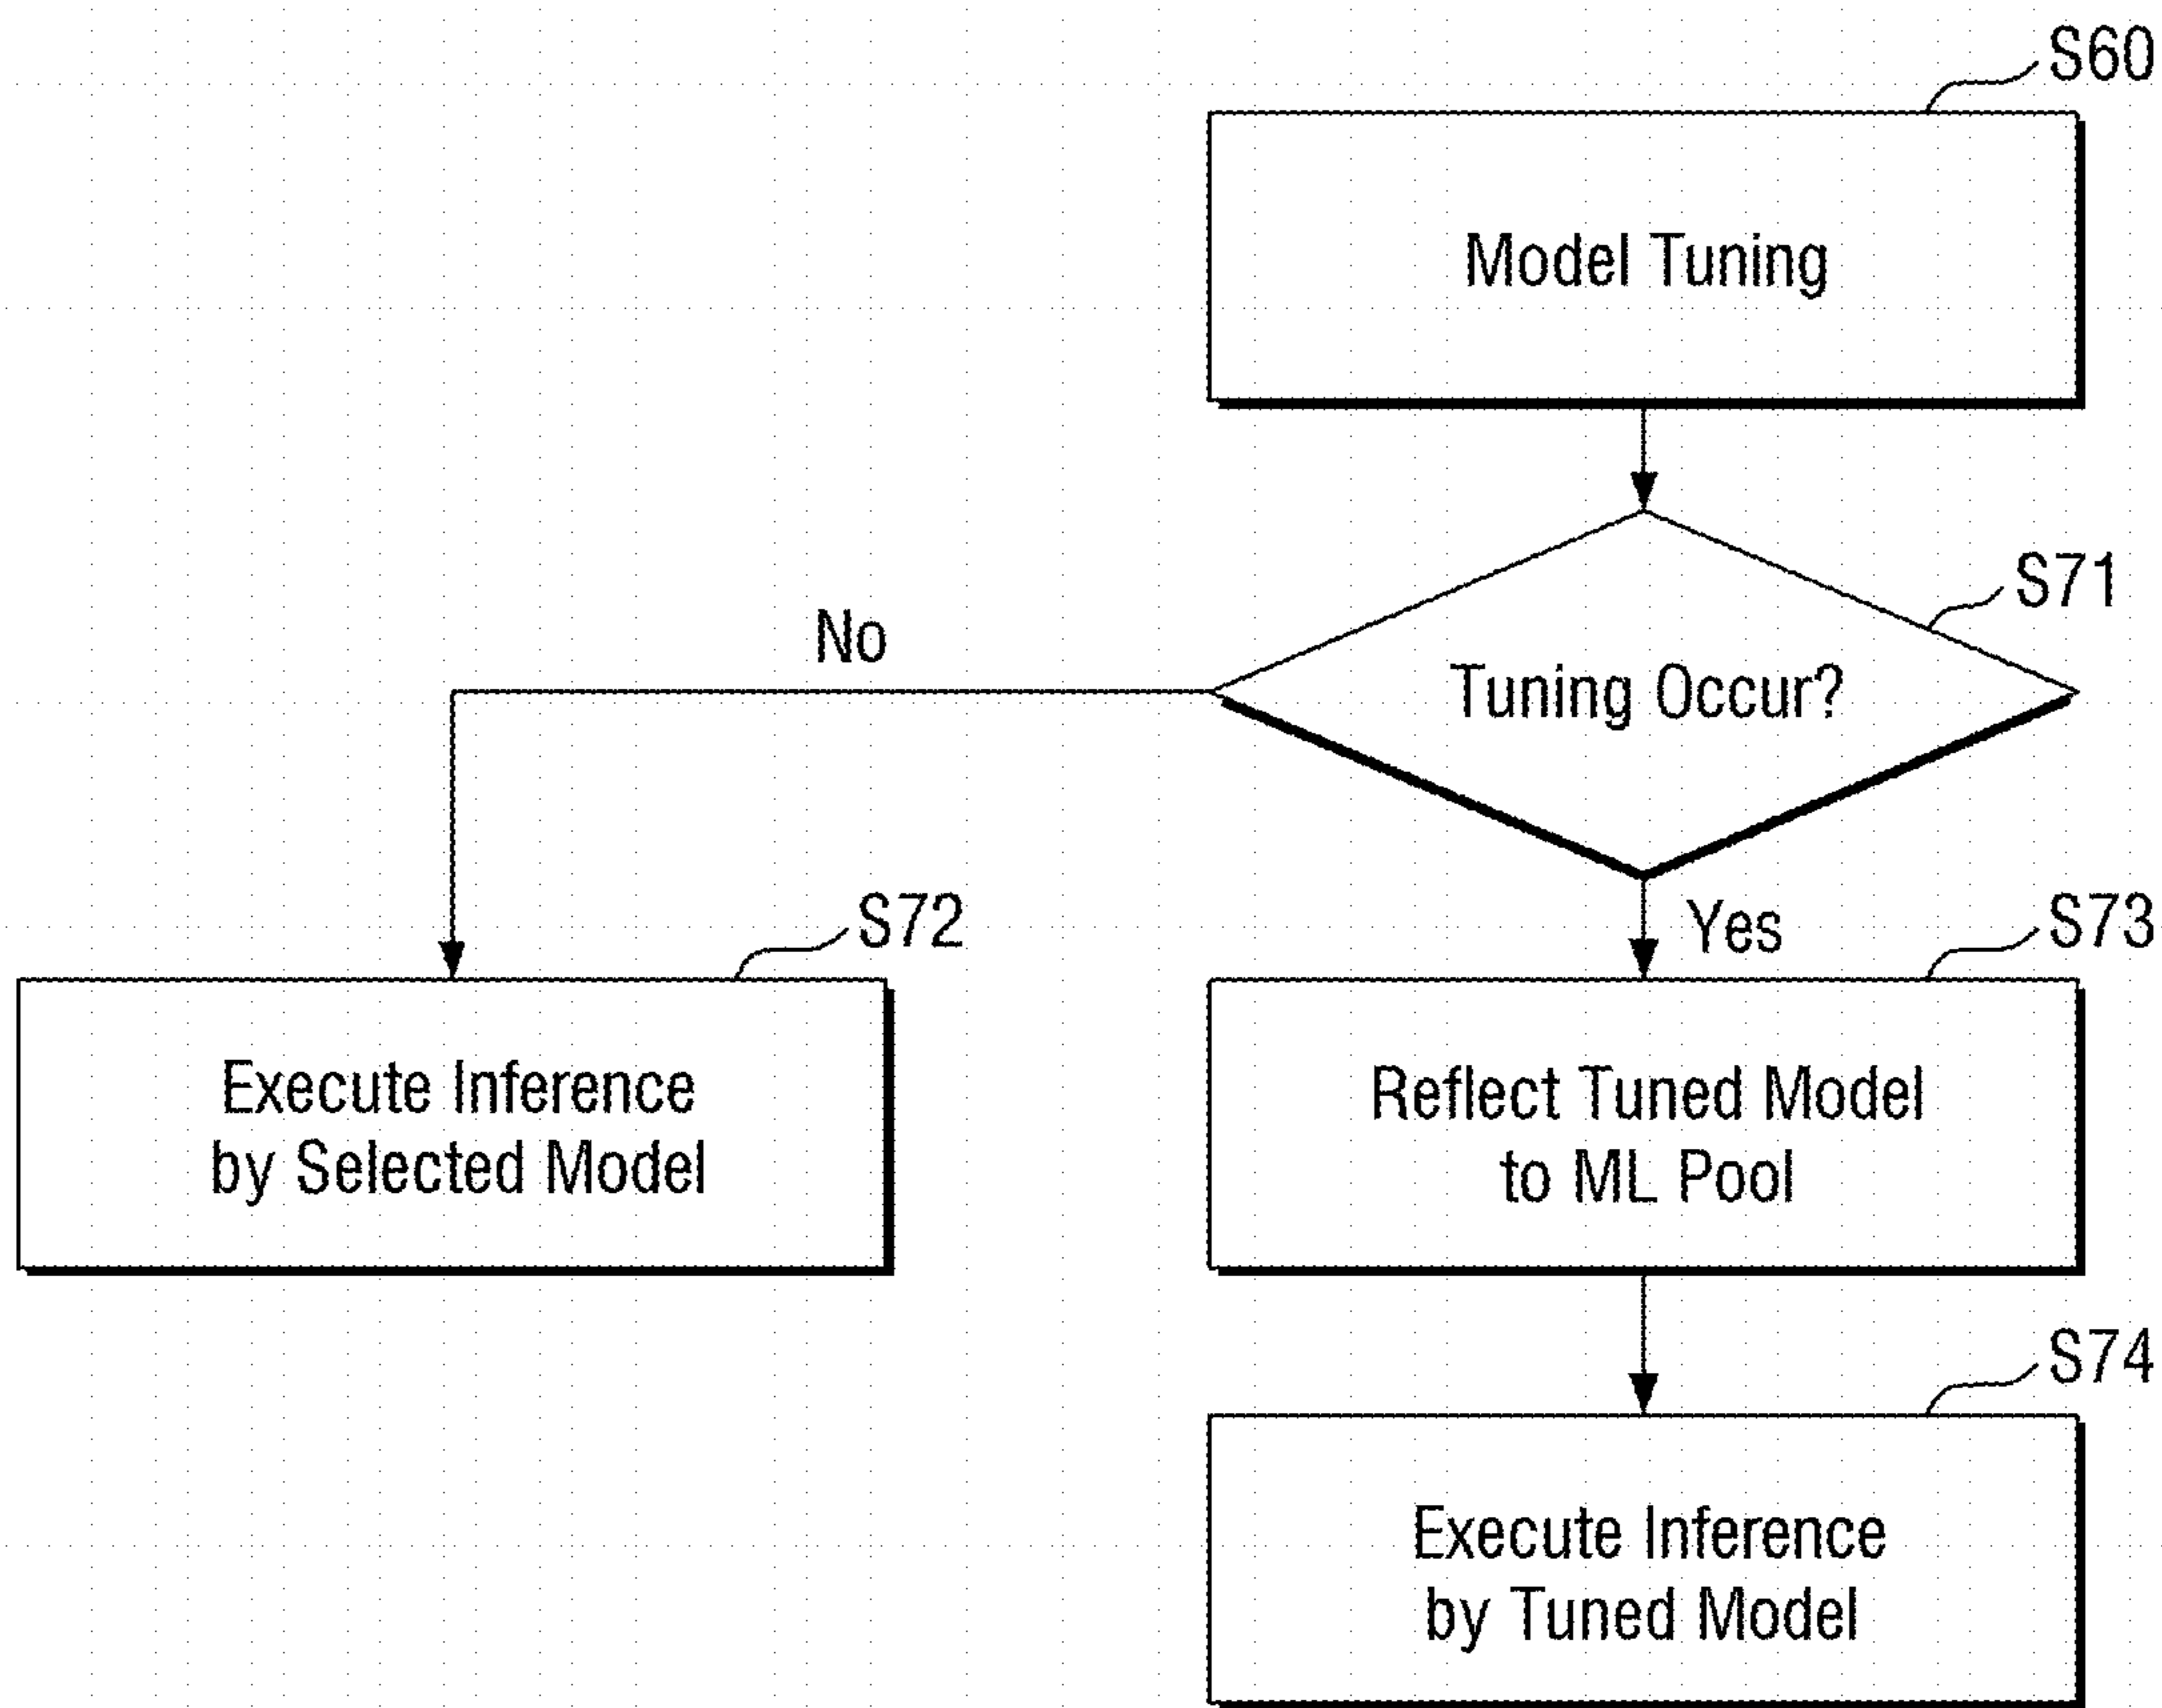 S60
Model Tuning
S71
Tuning Occur?
No
Yes
S72
Execute Inference
by Selected Model
S73
Reflect Tuned Model
to ML Pool
S74
Execute Inference
by Tuned Model